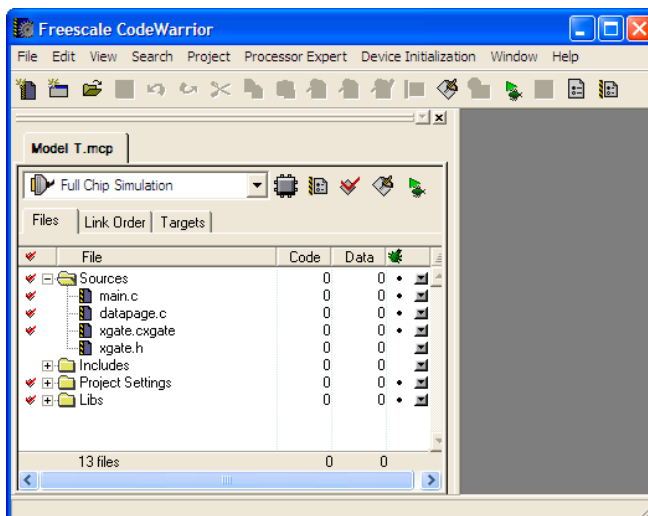 Freescale CodeWarrior
File Edit View Search Project Processor Expert Device Initialization Window Help
Model T.mcp
Full Chip Simulation
Files Link Order Targets
File Code Data
Sources 0 0
main.c 0 0
datapage.c 0 0
xgate.cxgate 0 0
xgate.h 0 0
Includes 0 0
Project Settings 0 0
Libs 0 0
13 files 0 0